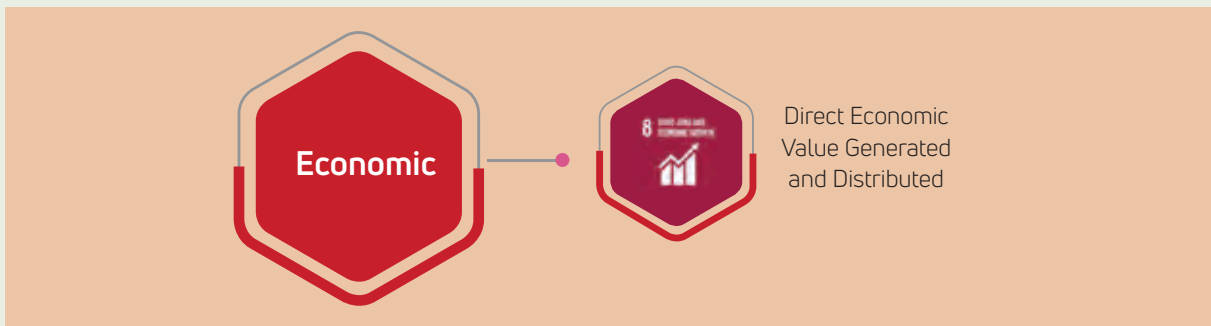 Economic
8
Direct Economic
Value Generated
and Distributed